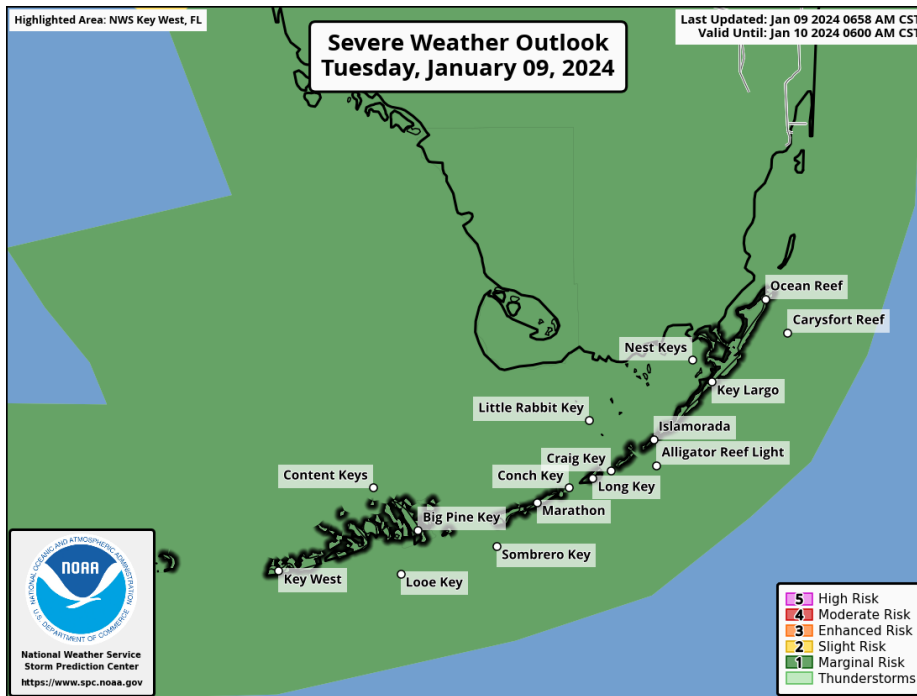 Highlighted Area: NWS Key West, FL
Severe Weather Outlook
Tuesday, January 09, 2024
Last Updated: Jan 09 2024 0658 AM CST
Valid Until: Jan 10 2024 0600 AM CST
Ocean Reef
Carysfort Reef
Nest Keys
Key Largo
Little Rabbit Key
Islamorada
Alligator Reef Light
Craig Key
Conch Key
Long Key
Content Keys
Marathon
Big Pine Key
Sombrero Key
Key West
Looe Key
NATIONAL OCEANIC AND ATMOSPHERIC ADMINISTRATION
NOAA
U.S. DEPARTMENT OF COMMERCE
National Weather Service
Storm Prediction Center
https://www.spc.noaa.gov
5 High Risk
4 Moderate Risk
3 Enhanced Risk
2 Slight Risk
1 Marginal Risk
Thunderstorms